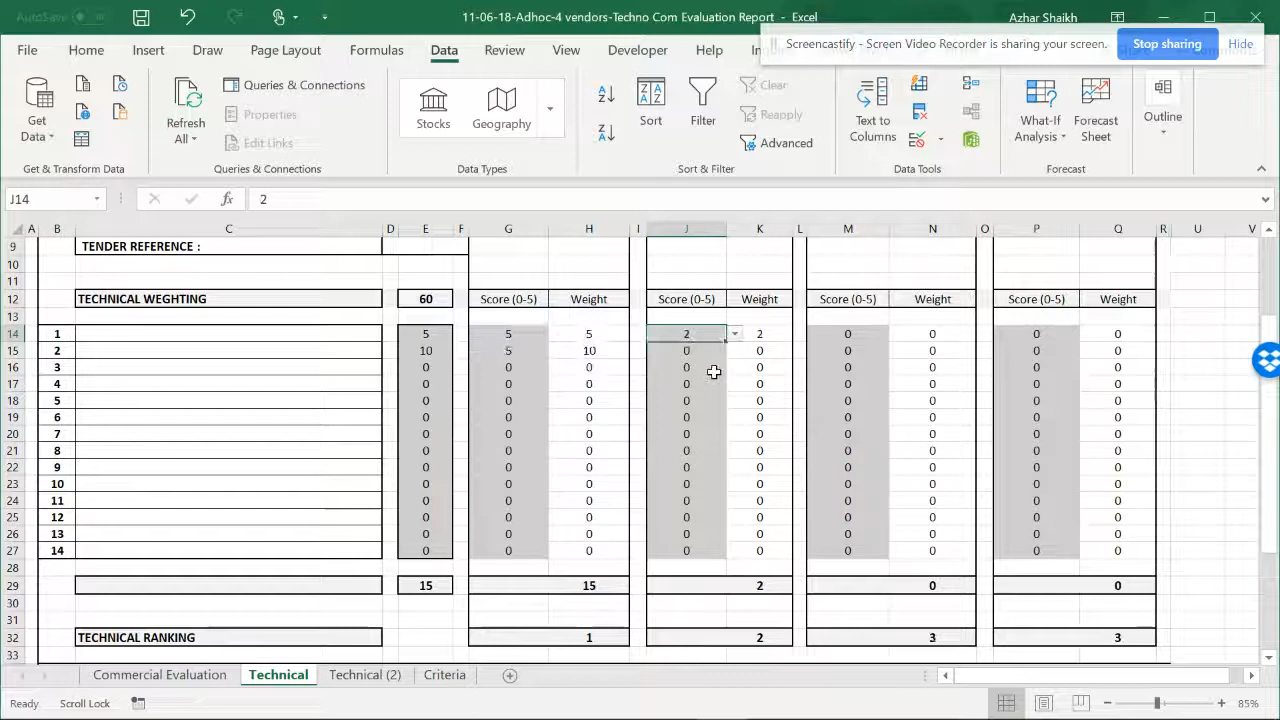 AutoSave
11-06-18-Adhoc-4 vendors-Techno Com Evaluation Report - Excel
Azhar Shaikh
Screencastify - Screen Video Recorder is sharing your screen.
Stop sharing
Hide
File Home Insert Draw Page Layout Formulas Data Review View Developer Help
Get Data
Refresh All
Queries & Connections
Properties
Edit Links
Stocks
Geography
Sort
Filter
Clear
Reapply
Advanced
Text to Columns
What-If Analysis
Forecast Sheet
Outline
Get & Transform Data
Queries & Connections
Data Types
Sort & Filter
Data Tools
Forecast
J14
fx
2
A B C D E F G H I J K L M N O P Q R U V
9 TENDER REFERENCE :
10
11
12 TECHNICAL WEGHTING 60 Score (0-5) Weight Score (0-5) Weight Score (0-5) Weight Score (0-5) Weight
13
14 1 5 5 5 2 2 0 0 0 0
15 2 10 5 10 0 0 0 0 0 0
16 3 0 0 0 0 0 0 0 0 0
17 4 0 0 0 0 0 0 0 0 0
18 5 0 0 0 0 0 0 0 0 0
19 6 0 0 0 0 0 0 0 0 0
20 7 0 0 0 0 0 0 0 0 0
21 8 0 0 0 0 0 0 0 0 0
22 9 0 0 0 0 0 0 0 0 0
23 10 0 0 0 0 0 0 0 0 0
24 11 0 0 0 0 0 0 0 0 0
25 12 0 0 0 0 0 0 0 0 0
26 13 0 0 0 0 0 0 0 0 0
27 14 0 0 0 0 0 0 0 0 0
28
29 15 15 2 0 0
30
31
32 TECHNICAL RANKING 1 2 3 3
33
Commercial Evaluation Technical Technical (2) Criteria
Ready Scroll Lock 85%